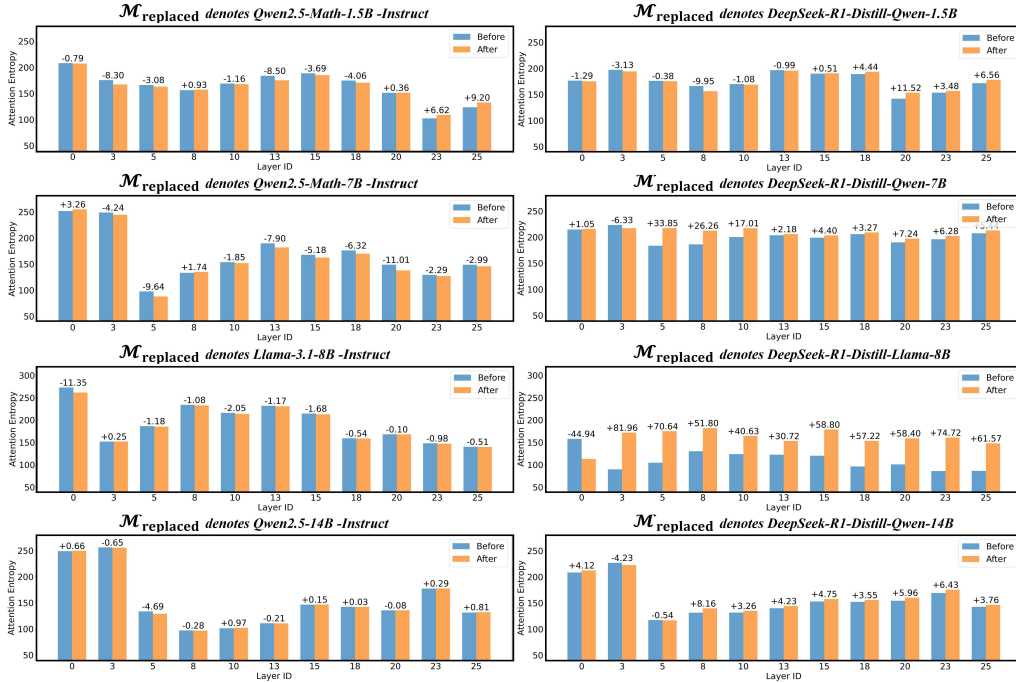 ℳreplaced denotes Qwen2.5-Math-1.5B -Instruct
Attention Entropy
250
200
150
100
50
-0.79 -8.30 -3.08 +0.93 -1.16 -8.50 -3.69 -4.06 +0.36 +6.62 +9.20
Before
After
0 3 5 8 10 13 15 18 20 23 25
Layer ID
ℳreplaced denotes DeepSeek-R1-Distill-Qwen-1.5B
Attention Entropy
250
200
150
100
50
-1.29 -3.13 -0.38 -9.95 -1.08 -0.99 +0.51 +4.44 +11.52 +3.48 +6.56
Before
After
0 3 5 8 10 13 15 18 20 23 25
Layer ID
ℳreplaced denotes Qwen2.5-Math-7B -Instruct
Attention Entropy
250
200
150
100
50
+3.26 -4.24 -9.64 +1.74 -1.85 -7.90 -5.18 -6.32 -11.01 -2.29 -2.99
Before
After
0 3 5 8 10 13 15 18 20 23 25
Layer ID
ℳreplaced denotes DeepSeek-R1-Distill-Qwen-7B
Attention Entropy
250
200
150
100
50
+1.05 -6.33 +33.85 +26.26 +17.01 +2.18 +4.40 +3.27 +7.24 +6.28
Before
After
0 3 5 8 10 13 15 18 20 23 25
Layer ID
ℳreplaced denotes Llama-3.1-8B -Instruct
Attention Entropy
300
250
200
150
100
50
-11.35 +0.25 -1.18 -1.08 -2.05 -1.17 -1.68 -0.54 -0.10 -0.98 -0.51
Before
After
0 3 5 8 10 13 15 18 20 23 25
Layer ID
ℳreplaced denotes DeepSeek-R1-Distill-Llama-8B
Attention Entropy
300
250
200
150
100
50
-44.94 +81.96 +70.64 +51.80 +40.63 +30.72 +58.80 +57.22 +58.40 +74.72 +61.57
Before
After
0 3 5 8 10 13 15 18 20 23 25
Layer ID
ℳreplaced denotes Qwen2.5-14B -Instruct
Attention Entropy
250
200
150
100
50
+0.66 -0.65 -4.69 -0.28 +0.97 -0.21 +0.15 +0.03 -0.08 +0.29 +0.81
Before
After
0 3 5 8 10 13 15 18 20 23 25
Layer ID
ℳreplaced denotes DeepSeek-R1-Distill-Qwen-14B
Attention Entropy
250
200
150
100
50
+4.12 -4.23 -0.54 +8.16 +3.26 +4.23 +4.75 +3.55 +5.96 +6.43 +3.76
Before
After
0 3 5 8 10 13 15 18 20 23 25
Layer ID